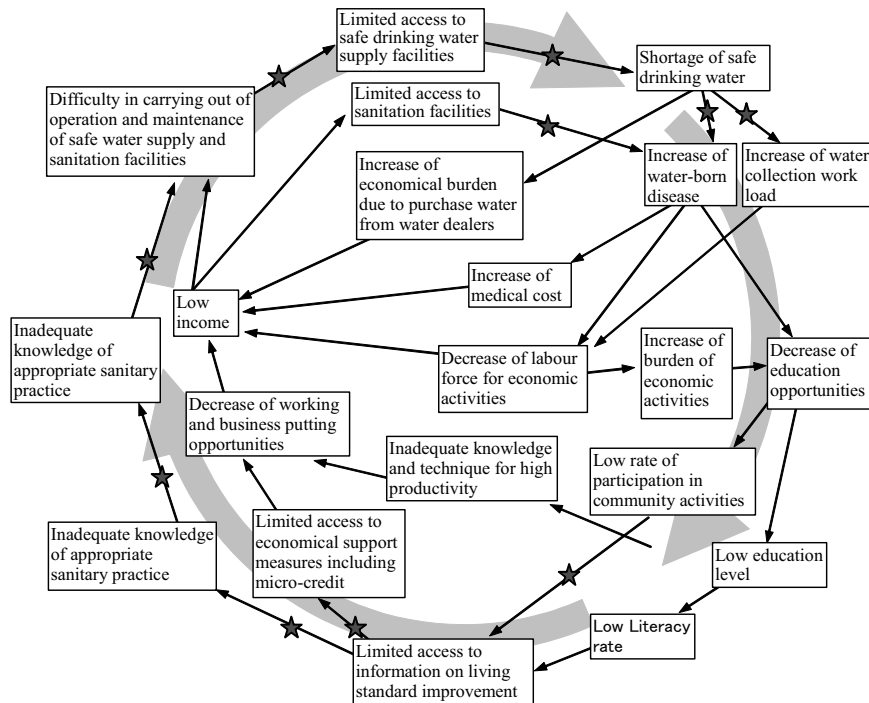 Limited access to
safe drinking water
supply facilities
Shortage of safe
drinking water
Difficulty in carrying out of
operation and maintenance
of safe water supply and
sanitation facilities
Limited access to
sanitation facilities
Increase of
economical burden
due to purchase water
from water dealers
Increase of
water-born
disease
Increase of water
collection work
load
Increase of
medical cost
Low
income
Inadequate
knowledge of
appropriate sanitary
practice
Decrease of labour
force for economic
activities
Increase of
burden of
economic
activities
Decrease of
education
opportunities
Decrease of working
and business putting
opportunities
Inadequate knowledge
and technique for high
productivity
Low rate of
participation in
community activities
Inadequate knowledge
of appropriate
sanitary practice
Limited access to
economical support
measures including
micro-credit
Low education
level
Low Literacy
rate
Limited access to
information on living
standard improvement